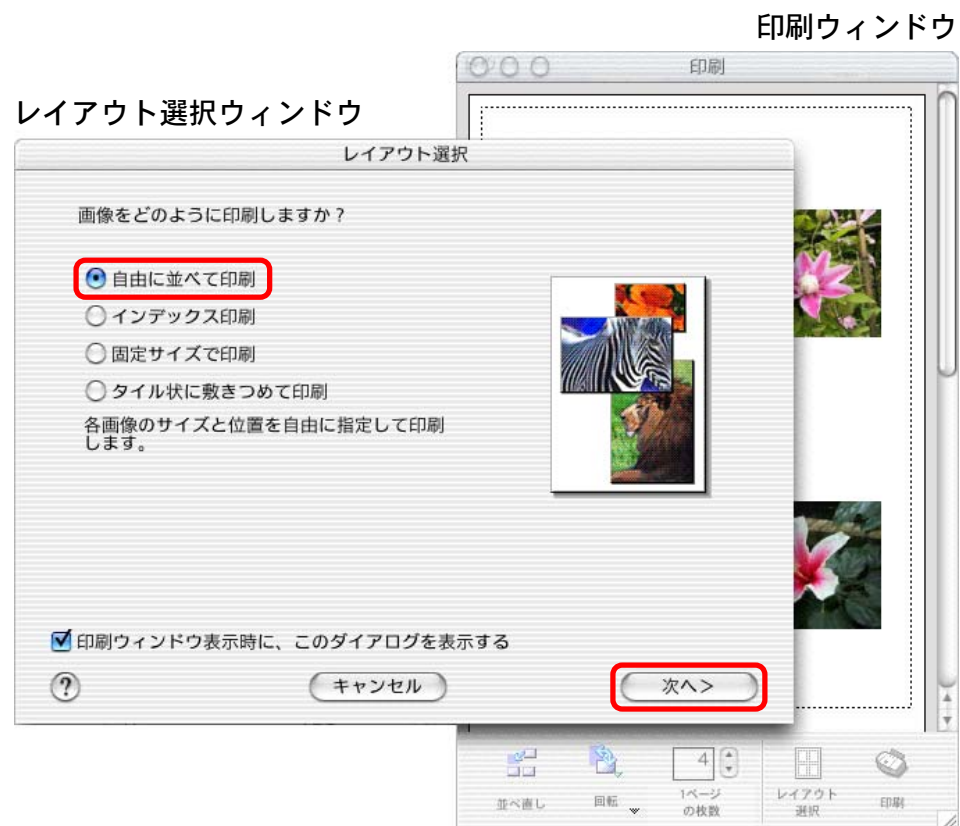 印刷ウィンドウ
印刷
レイアウト選択ウィンドウ
レイアウト選択
画像をどのように印刷しますか？
自由に並べて印刷
インデックス印刷
固定サイズで印刷
タイル状に敷きつめて印刷
各画像のサイズと位置を自由に指定して印刷
します。
印刷ウィンドウ表示時に、このダイアログを表示する
?
キャンセル
次へ>
4
並べ直し
回転
1ページ
の枚数
レイアウト
選択
印刷